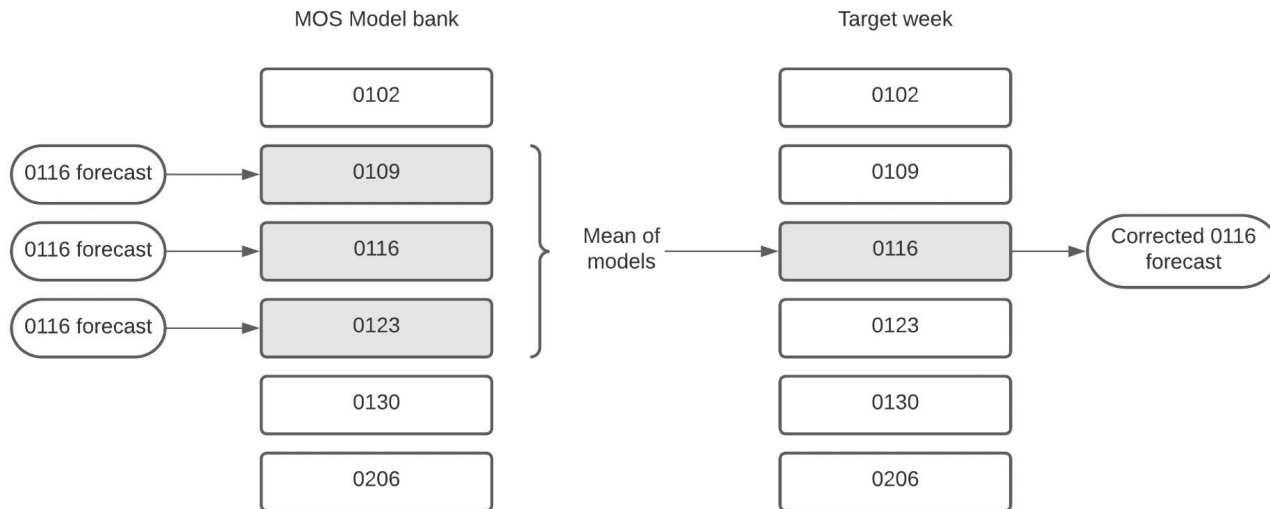 MOS Model bank
Target week
0102
0102
0116 forecast
0109
0109
0116 forecast
0116
Mean of
models
0116
Corrected 0116
forecast
0116 forecast
0123
0123
0130
0130
0206
0206